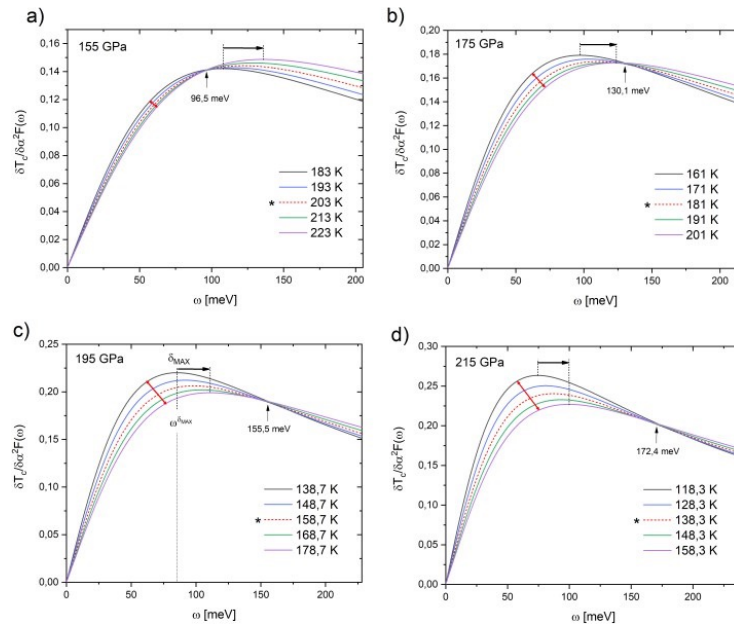 a)
155 GPa
δTc/δα²F(ω)
0,16
0,14
0,12
0,10
0,08
0,06
0,04
0,02
0,00
96,5 meV
183 K
193 K
* 203 K
213 K
223 K
0 50 100 150 200
ω [meV]
b)
175 GPa
δTc/δα²F(ω)
0,20
0,18
0,16
0,14
0,12
0,10
0,08
0,06
0,04
0,02
0,00
130,1 meV
161 K
171 K
* 181 K
191 K
201 K
0 50 100 150 200
ω [meV]
c)
195 GPa
δMAX
δTc/δα²F(ω)
0,25
0,20
0,15
0,10
0,05
0,00
ωδMAX
155,5 meV
138,7 K
148,7 K
* 158,7 K
168,7 K
178,7 K
0 50 100 150 200
ω [meV]
d)
215 GPa
δTc/δα²F(ω)
0,30
0,25
0,20
0,15
0,10
0,05
0,00
172,4 meV
118,3 K
128,3 K
* 138,3 K
148,3 K
158,3 K
0 50 100 150 200
ω [meV]